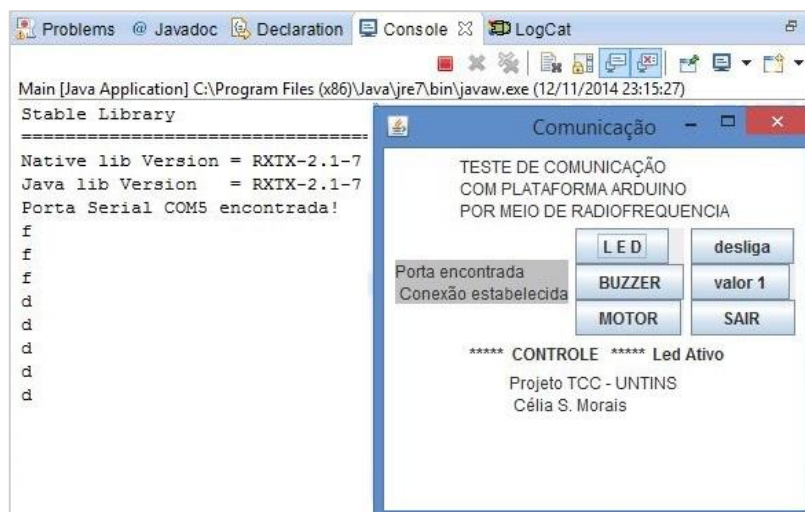 Problems @ Javadoc Declaration Console LogCat
Main [Java Application] C:\Program Files (x86)\Java\jre7\bin\javaw.exe (12/11/2014 23:15:27)
Stable Library
=================================
Native lib Version = RXTX-2.1-7
Java lib Version   = RXTX-2.1-7
Porta Serial COM5 encontrada!
f
f
f
d
d
d
d
d
Comunicação
TESTE DE COMUNICAÇÃO
COM PLATAFORMA ARDUINO
POR MEIO DE RADIOFREQUENCIA
L E D desliga
Porta encontrada
Conexão estabelecida
BUZZER valor 1
MOTOR SAIR
***** CONTROLE ***** Led Ativo
Projeto TCC - UNTINS
Célia S. Morais